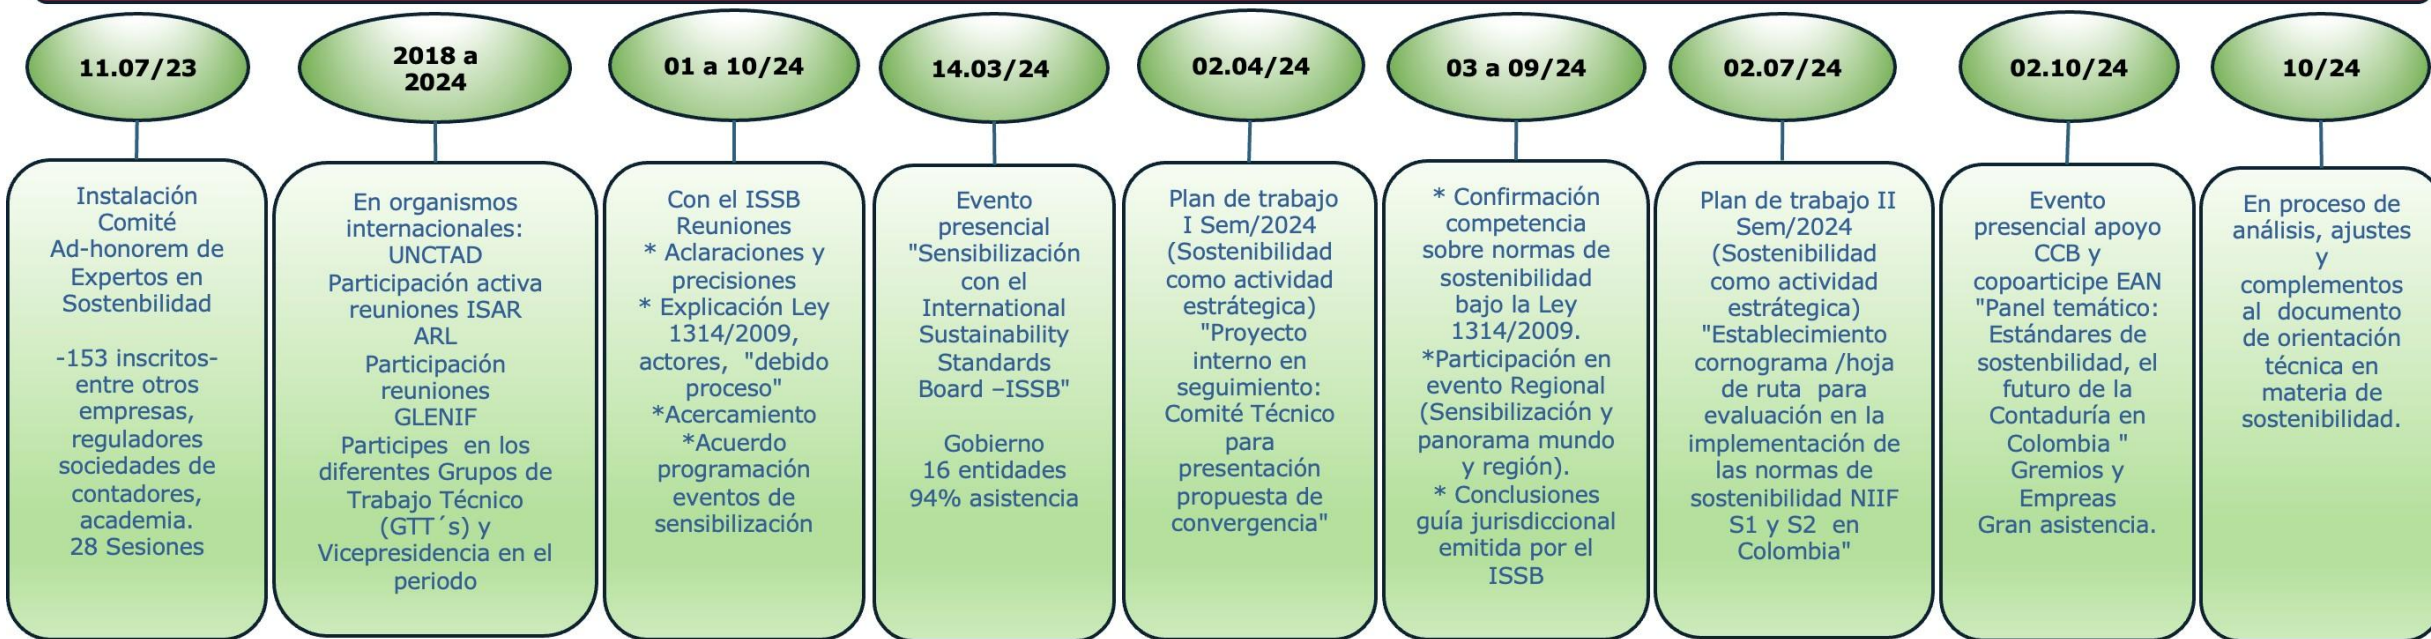 11.07/23
Instalación
Comité
Ad-honorem de
Expertos en
Sostenbilidad
-153 inscritos-
entre otros
empresas,
reguladores
sociedades de
contadores,
academia.
28 Sesiones
2018 a
2024
En organismos
internacionales:
UNCTAD
Participación activa
reuniones ISAR
ARL
Participación
reuniones
GLENIF
Participes en los
diferentes Grupos de
Trabajo Técnico
(GTT´s) y
Vicepresidencia en el
periodo
01 a 10/24
Con el ISSB
Reuniones
* Aclaraciones y
precisiones
* Explicación Ley
1314/2009,
actores, "debido
proceso"
*Acercamiento
*Acuerdo
programación
eventos de
sensibilización
14.03/24
Evento
presencial
"Sensibilización
con el
International
Sustainability
Standards
Board –ISSB"
Gobierno
16 entidades
94% asistencia
02.04/24
Plan de trabajo
I Sem/2024
(Sostenibilidad
como actividad
estrátegica)
"Proyecto
interno en
seguimiento:
Comité Técnico
para
presentación
propuesta de
convergencia"
03 a 09/24
* Confirmación
competencia
sobre normas de
sostenibilidad
bajo la Ley
1314/2009.
*Participación en
evento Regional
(Sensibilización y
panorama mundo
y región).
* Conclusiones
guía jurisdiccional
emitida por el
ISSB
02.07/24
Plan de trabajo II
Sem/2024
(Sostenibilidad
como actividad
estrátegica)
"Establecimiento
cornograma /hoja
de ruta para
evaluación en la
implementación de
las normas de
sostenibilidad NIIF
S1 y S2 en
Colombia"
02.10/24
Evento
presencial apoyo
CCB y
copoarticipe EAN
"Panel temático:
Estándares de
sostenbilidad, el
futuro de la
Contaduría en
Colombia "
Gremios y
Empreas
Gran asistencia.
10/24
En proceso de
análisis, ajustes
y
complementos
al documento
de orientación
técnica en
materia de
sostenibilidad.